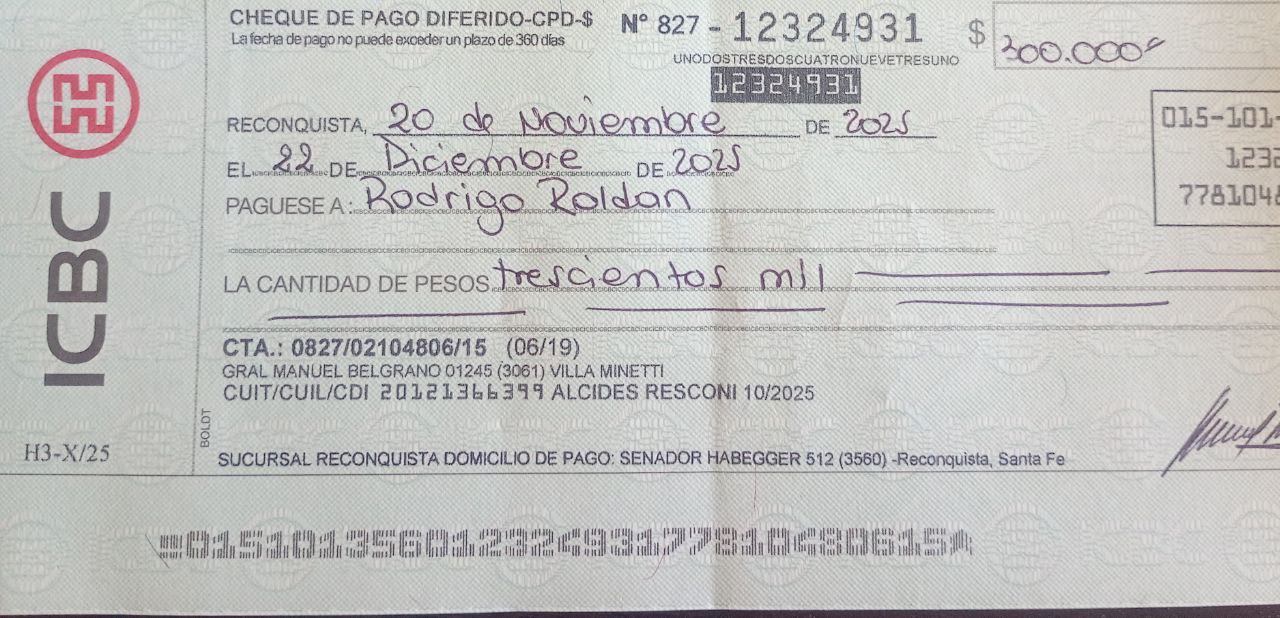 CHEQUE DE PAGO DIFERIDO-CPD-$ N° 827 - 12324931 $ 300.000
La fecha de pago no puede exceder un plazo de 360 días
UNODOSTRESDOSCUATRONUEVETRESUNO
12324931
RECONQUISTA, 20 de Noviembre DE 2025
015-101-
EL 22 DE Diciembre DE 2025
1232
PAGUESE A: Rodrigo Roldan
7781048
LA CANTIDAD DE PESOS trescientos mil
CTA.: 0827/02104806/15 (06/19)
GRAL MANUEL BELGRANO 01245 (3061) VILLA MINETTI
CUIT/CUIL/CDI 20121366399 ALCIDES RESCONI 10/2025
SUCURSAL RECONQUISTA DOMICILIO DE PAGO: SENADOR HABEGGER 512 (3560) -Reconquista, Santa Fe
ICBC
BOLDT
H3-X/25
015101356012324931778104806154